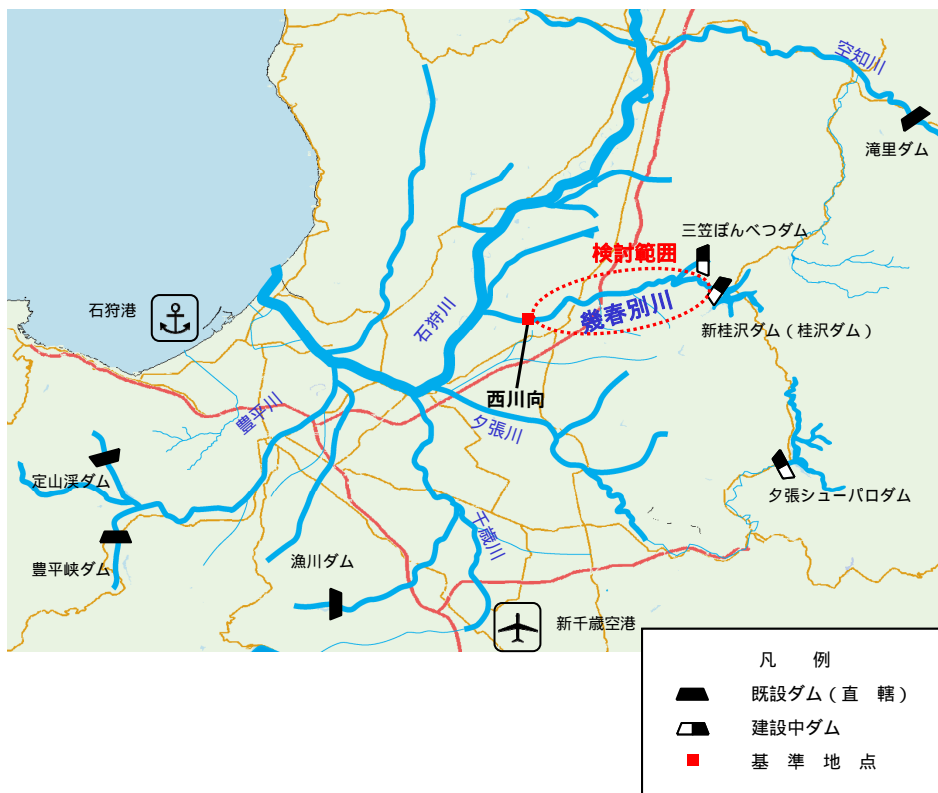 空知川
滝里ダム
三笠ぽんべつダム
検討範囲
石狩港
石狩川
幾春別川
新桂沢ダム（桂沢ダム）
西川向
豊平川
夕張川
定山渓ダム
夕張シューパロダム
千歳川
漁川ダム
豊平峡ダム
新千歳空港
凡　例
既設ダム（直　轄）
建設中ダム
基　準　地　点